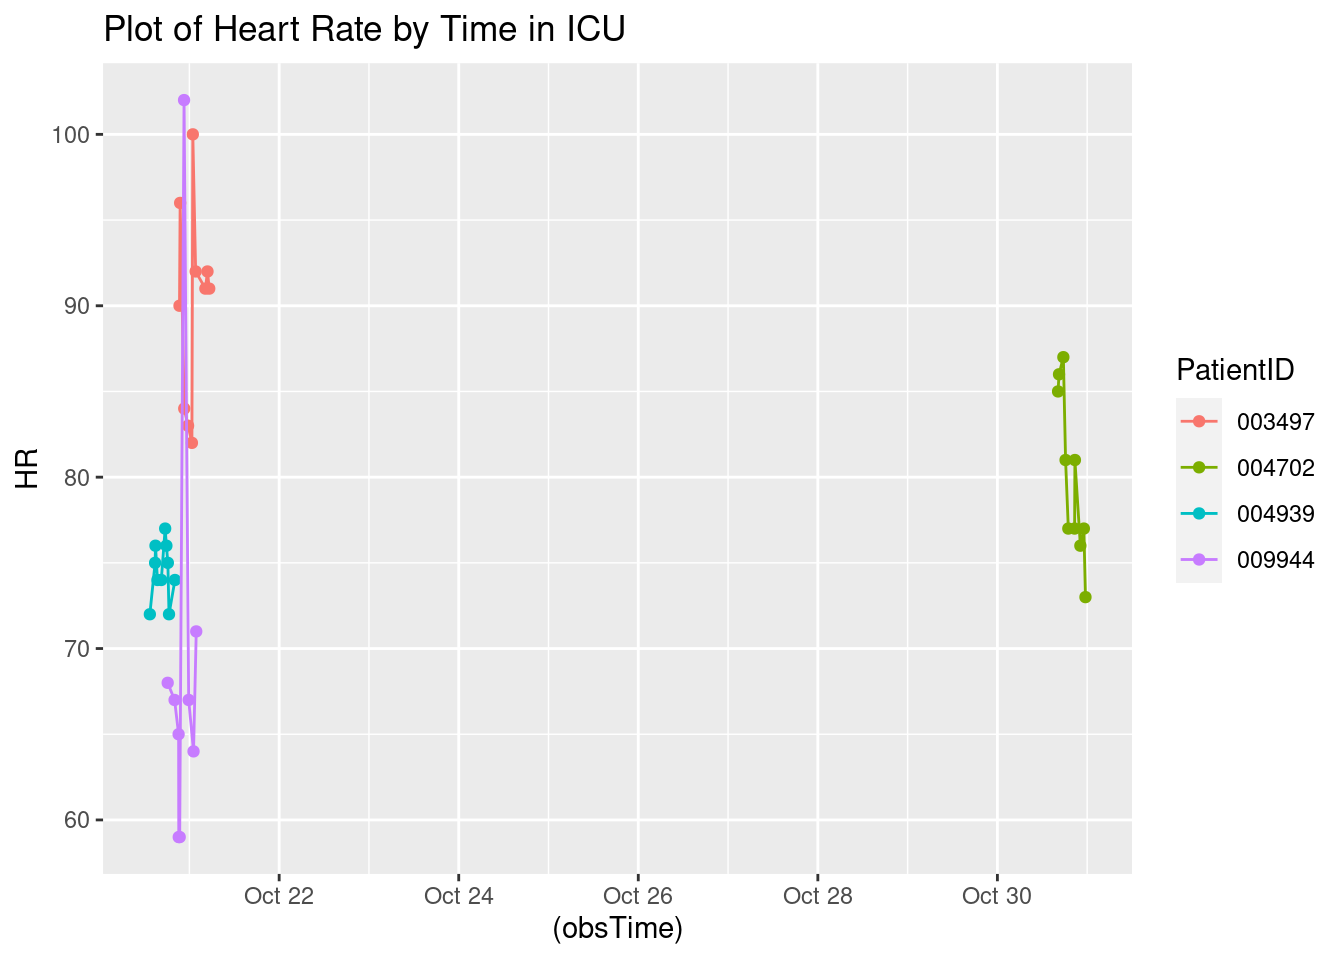 Plot of Heart Rate by Time in ICU
100
90
80
70
60
HR
Oct 22
Oct 24
Oct 26
Oct 28
Oct 30
(obsTime)
PatientID
003497
004702
004939
009944